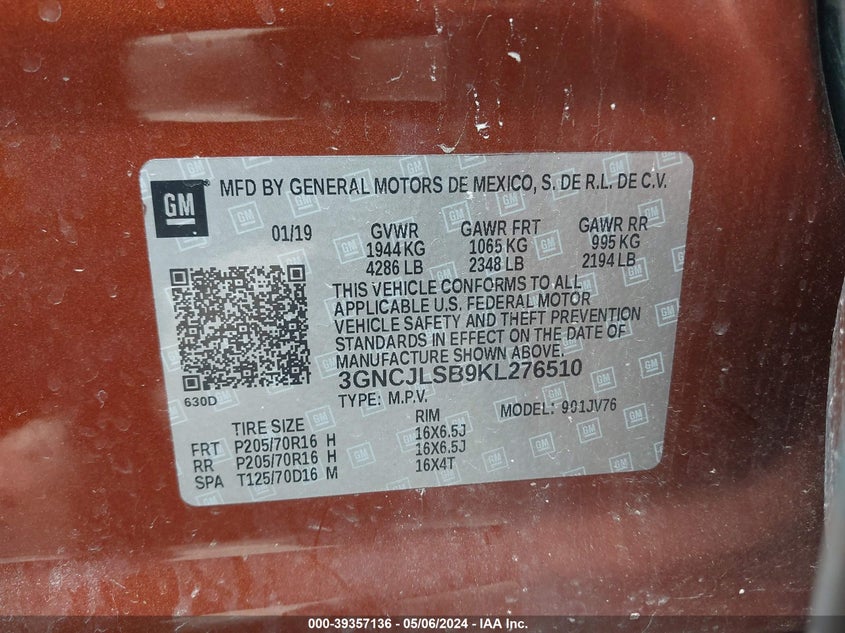 GM
MFD BY GENERAL MOTORS DE MEXICO, S. DE R.L. DE C.V.
01/19 GVWR GAWR FRT GAWR RR
1944 KG 1065 KG 995 KG
4286 LB 2348 LB 2194 LB
THIS VEHICLE CONFORMS TO ALL
APPLICABLE U.S. FEDERAL MOTOR
VEHICLE SAFETY AND THEFT PREVENTION
STANDARDS IN EFFECT ON THE DATE OF
MANUFACTURE SHOWN ABOVE.
3GNCJLSB9KL276510
630D
TYPE: M.P.V. MODEL: 901JV76
TIRE SIZE RIM
FRT P205/70R16 H 16X6.5J
RR P205/70R16 H 16X6.5J
SPA T125/70D16 M 16X4T
000-39357136 - 05/06/2024 - IAA Inc.